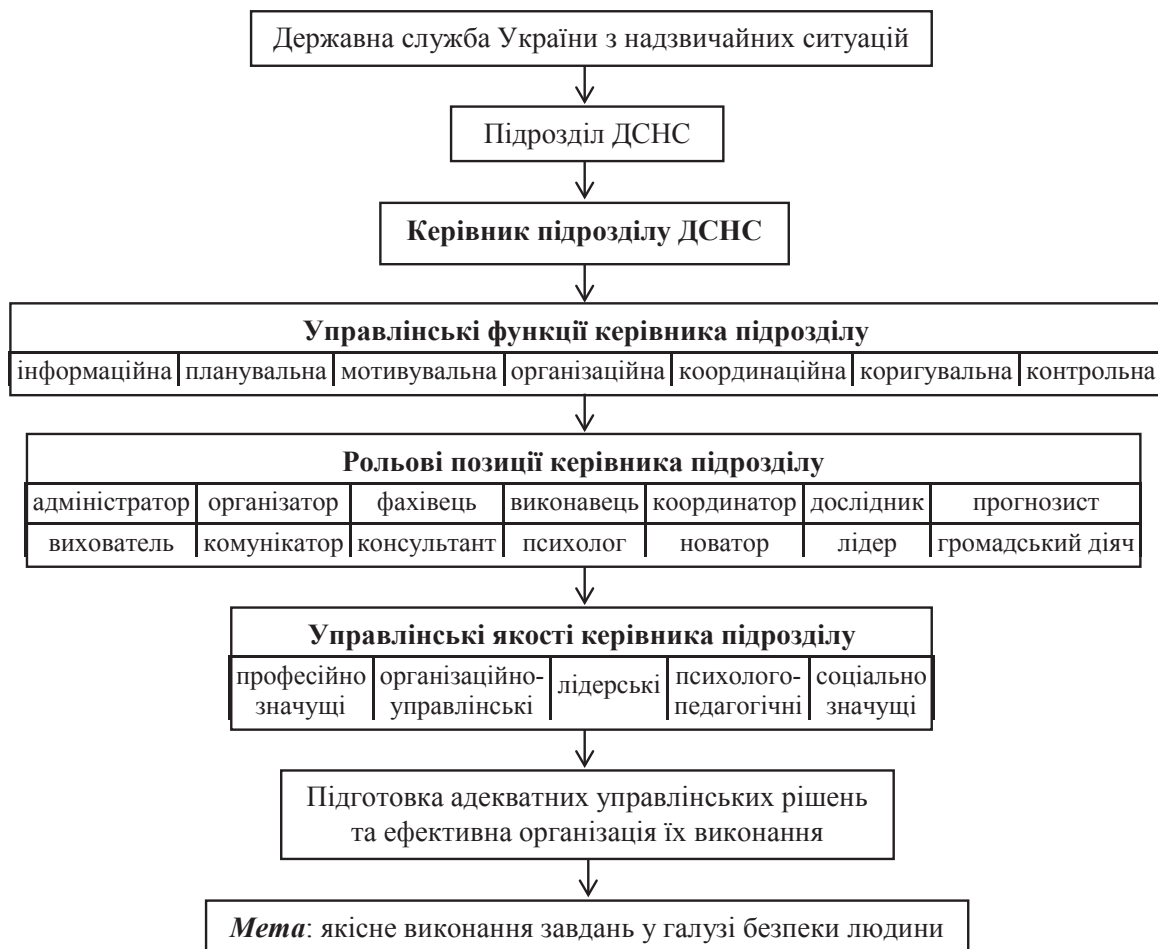 Державна служба України з надзвичайних ситуацій
Підрозділ ДСНС
Керівник підрозділу ДСНС
Управлінські функції керівника підрозділу
інформаційна планувальна мотивувальна організаційна координаційна коригувальна контрольна
Рольові позиції керівника підрозділу
адміністратор організатор фахівець виконавець координатор дослідник прогнозист
вихователь комунікатор консультант психолог новатор лідер громадський діяч
Управлінські якості керівника підрозділу
професійно значущі організаційно-управлінські лідерські психолого-педагогічні соціально значущі
Підготовка адекватних управлінських рішень
та ефективна організація їх виконання
Мета: якісне виконання завдань у галузі безпеки людини